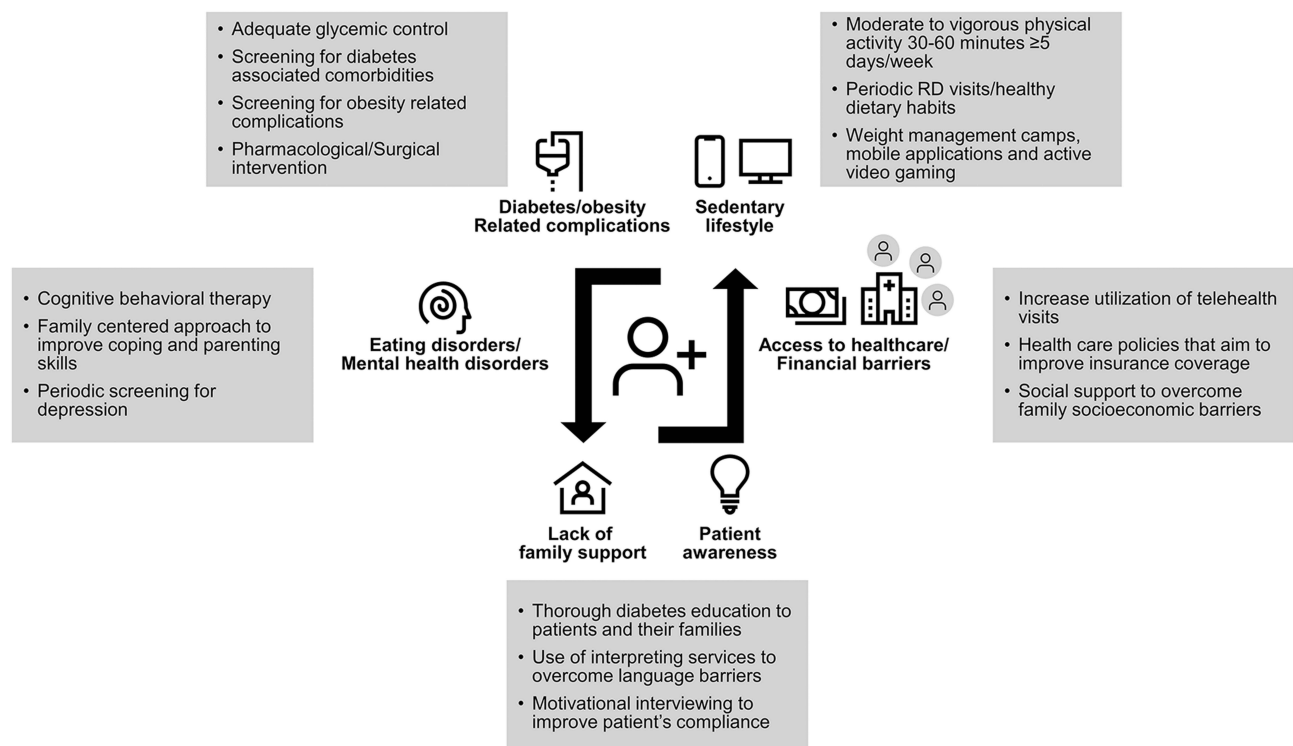 • Adequate glycemic control
• Screening for diabetes
associated comorbidities
• Screening for obesity related
complications
• Pharmacological/Surgical
intervention
• Moderate to vigorous physical
activity 30-60 minutes ≥5
days/week
• Periodic RD visits/healthy
dietary habits
• Weight management camps,
mobile applications and active
video gaming
Diabetes/obesity
Related complications
Sedentary
lifestyle
• Cognitive behavioral therapy
• Family centered approach to
improve coping and parenting
skills
• Periodic screening for
depression
Eating disorders/
Mental health disorders
Access to healthcare/
Financial barriers
• Increase utilization of telehealth
visits
• Health care policies that aim to
improve insurance coverage
• Social support to overcome
family socioeconomic barriers
Lack of
family support
Patient
awareness
• Thorough diabetes education to
patients and their families
• Use of interpreting services to
overcome language barriers
• Motivational interviewing to
improve patient’s compliance